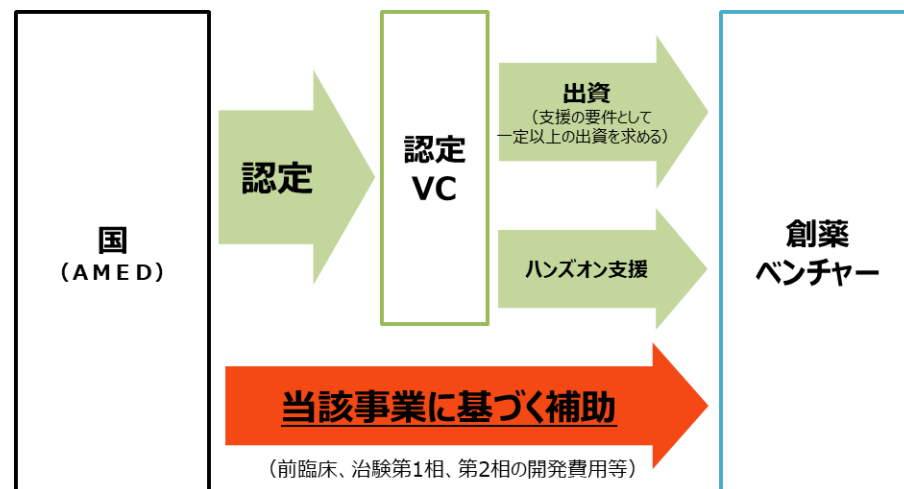 国
（AMED）
認定
認定
VC
出資
（支援の要件として
一定以上の出資を求める）
ハンズオン支援
創薬
ベンチャー
当該事業に基づく補助
（前臨床、治験第1相、第2相の開発費用等）